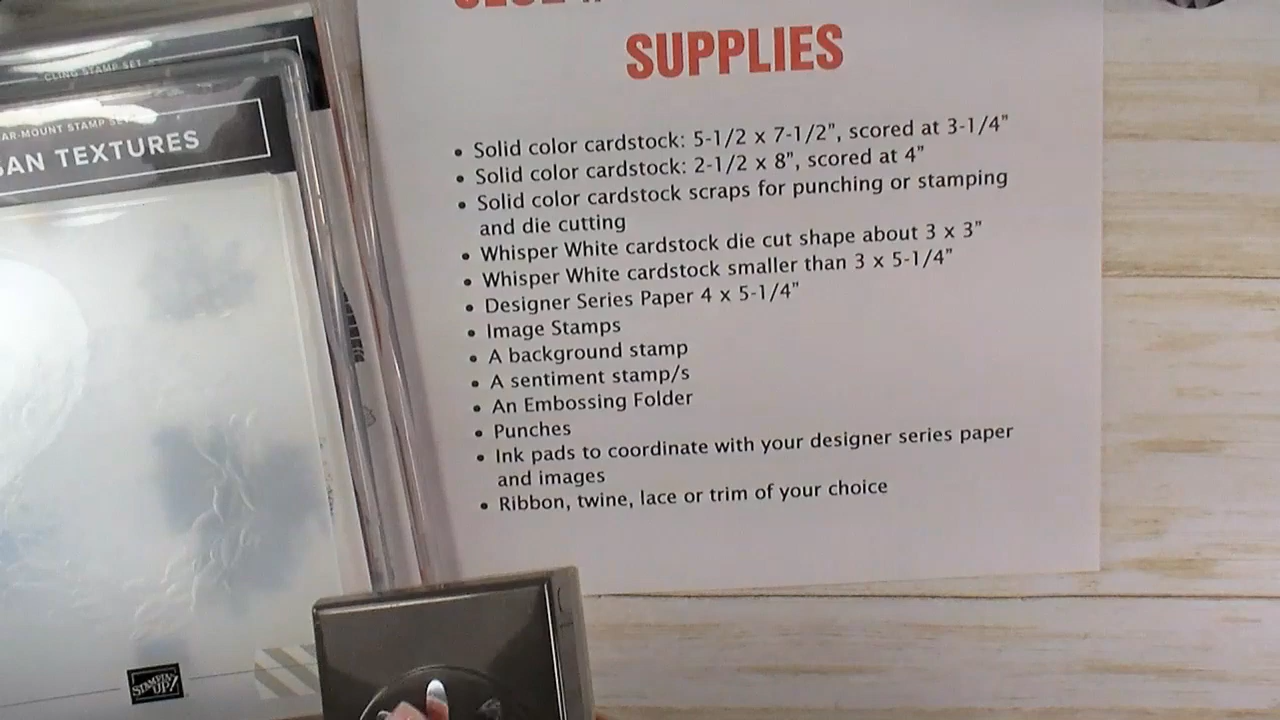 SUPPLIES
• Solid color cardstock: 5-1/2 x 7-1/2”, scored at 3-1/4”
• Solid color cardstock: 2-1/2 x 8”, scored at 4”
• Solid color cardstock scraps for punching or stamping
and die cutting
• Whisper White cardstock die cut shape about 3 x 3”
• Whisper White cardstock smaller than 3 x 5-1/4”
• Designer Series Paper 4 x 5-1/4”
• Image Stamps
• A background stamp
• A sentiment stamp/s
• An Embossing Folder
• Punches
• Ink pads to coordinate with your designer series paper
and images
• Ribbon, twine, lace or trim of your choice
CLING STAMP SET
STAMP
TEXTURES
STAMPIN' UP!